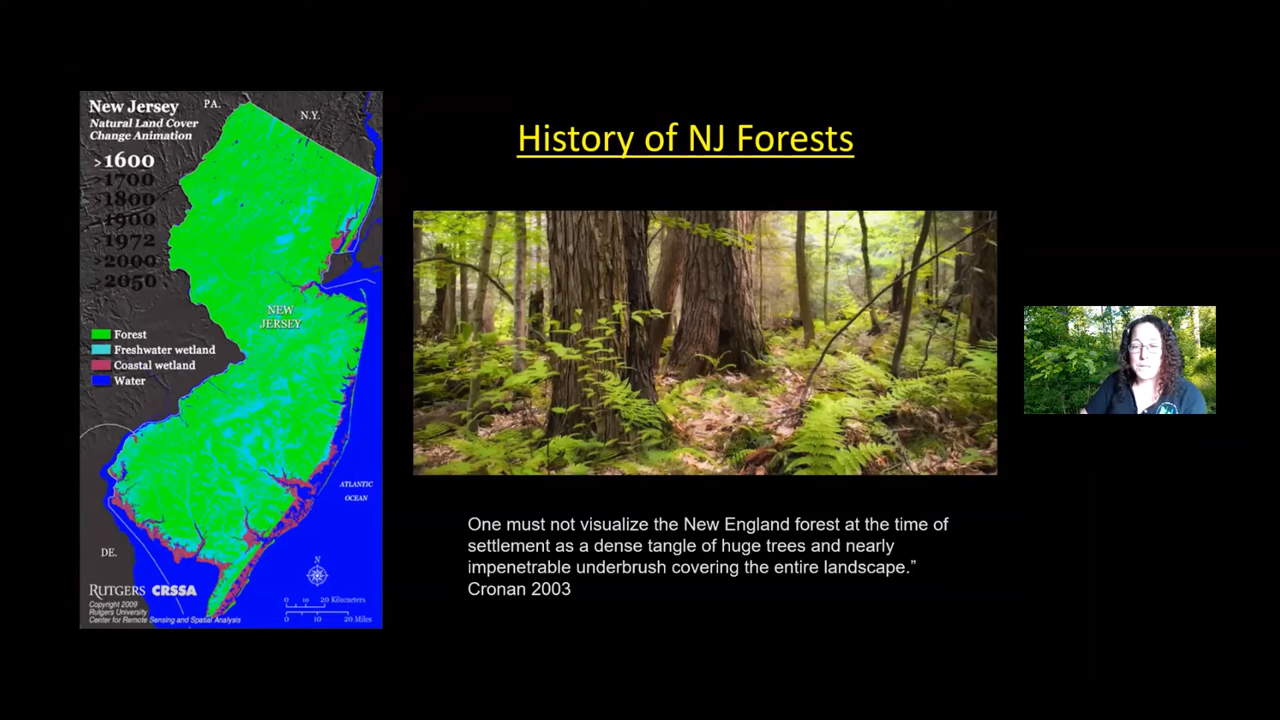 New Jersey
Natural Land Cover
Change Animation
>1600
>1700
>1800
>1900
>1972
>2000
>2050
PA.
N.Y.
NEW
JERSEY
Forest
Freshwater wetland
Coastal wetland
Water
ATLANTIC
OCEAN
DE.
N
0 10 20 Kilometers
0 10 20 Miles
RUTGERS CRSSA
Copyright 2009
Rutgers University
Center for Remote Sensing and Spatial Analysis
History of NJ Forests
One must not visualize the New England forest at the time of
settlement as a dense tangle of huge trees and nearly
impenetrable underbrush covering the entire landscape.”
Cronan 2003